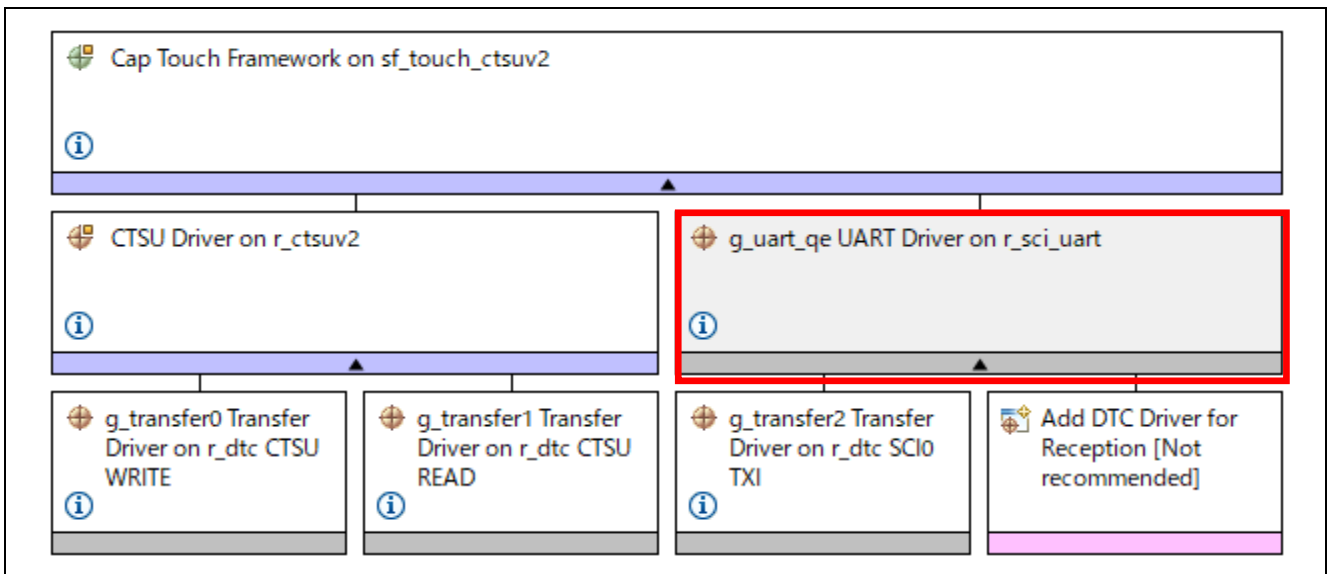 Cap Touch Framework on sf_touch_ctsuv2
CTSU Driver on r_ctsuv2
g_uart_qe UART Driver on r_sci_uart
g_transfer0 Transfer
Driver on r_dtc CTSU
WRITE
g_transfer1 Transfer
Driver on r_dtc CTSU
READ
g_transfer2 Transfer
Driver on r_dtc SCI0
TXI
Add DTC Driver for
Reception [Not
recommended]